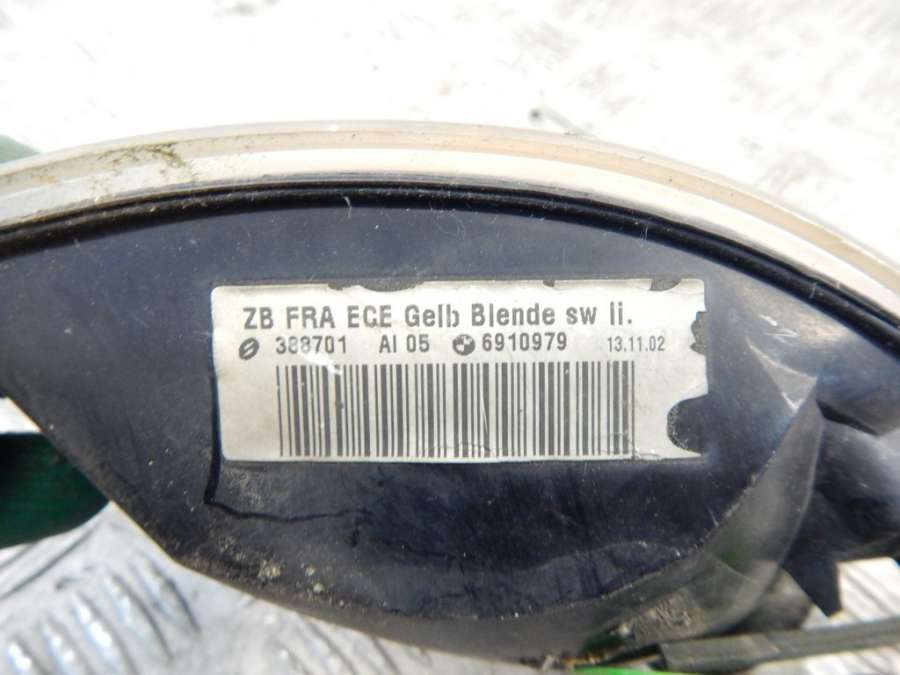 ZB FRA ECE Gelb Blende sw li.
388701 AI 05 6910979 13.11.02